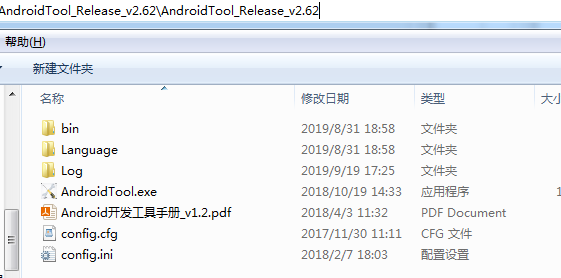 AndroidTool_Release_v2.62\AndroidTool_Release_v2.62
帮助(H)
新建文件夹
名称 修改日期 类型 大小
bin 2019/8/31 18:58 文件夹
Language 2019/8/31 18:58 文件夹
Log 2019/9/19 17:25 文件夹
AndroidTool.exe 2018/10/19 14:33 应用程序 1
Android开发工具手册_v1.2.pdf 2018/4/3 11:32 PDF Document
config.cfg 2017/11/30 11:11 CFG 文件
config.ini 2018/2/7 18:03 配置设置